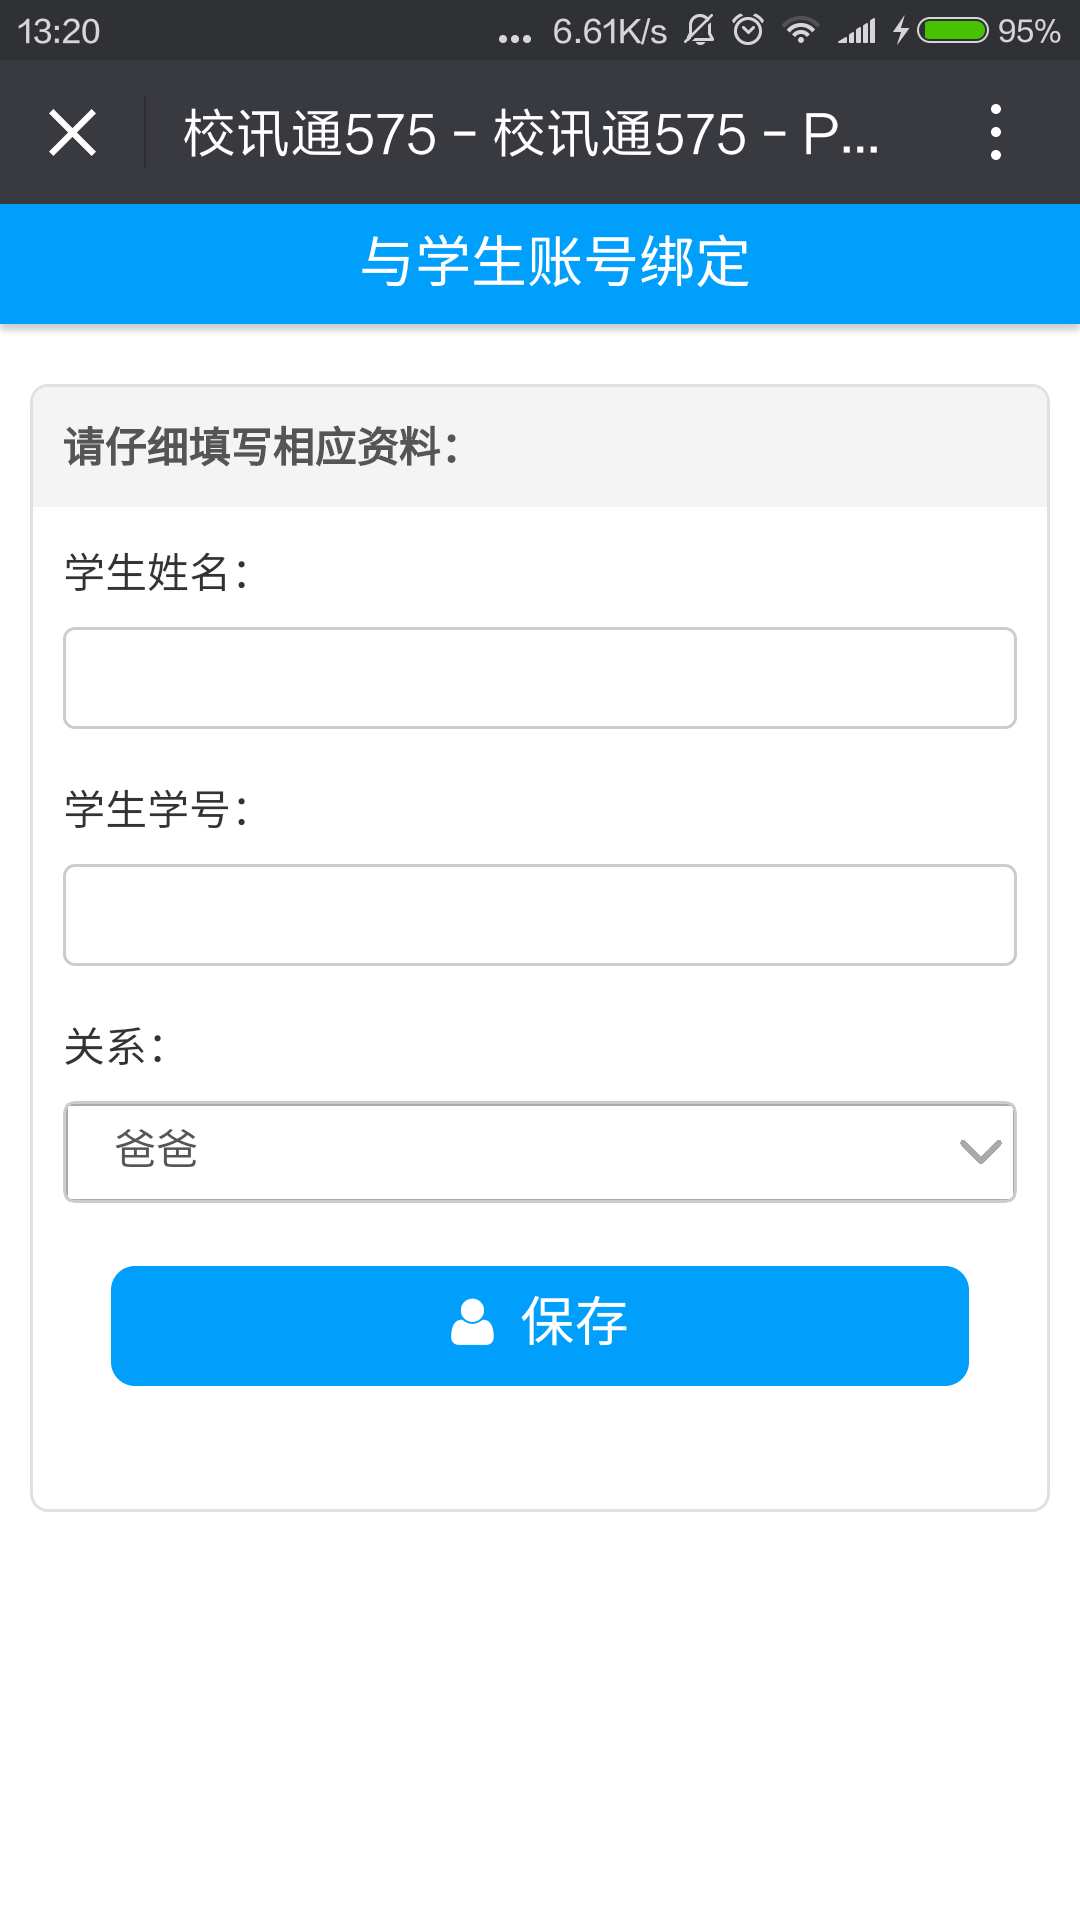 13:20 ... 6.61K/s 95%
校讯通575 - 校讯通575 - P...
与学生账号绑定
请仔细填写相应资料：
学生姓名：
学生学号：
关系：
爸爸
保存